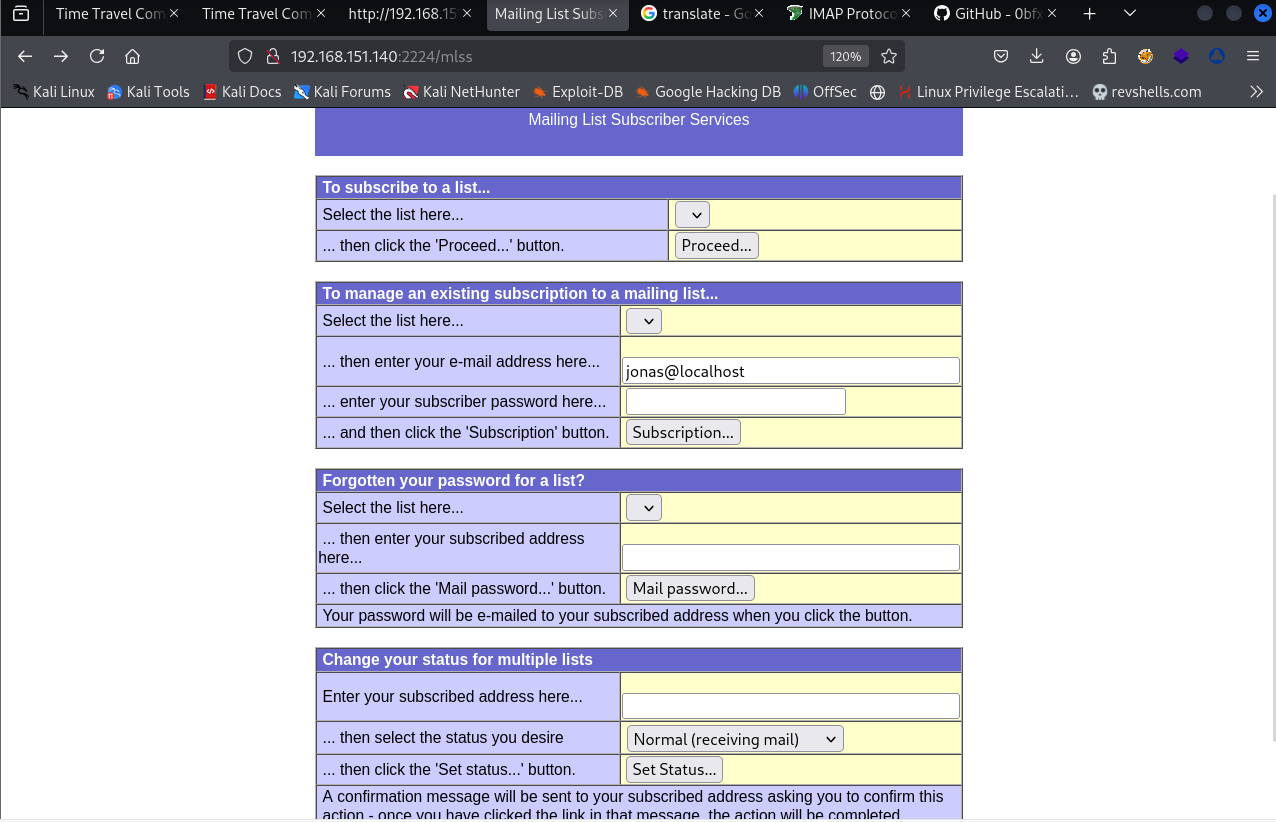 Time Travel Com
Time Travel Com
http://192.168.15
Mailing List Subs
translate - Go
IMAP Protoco
GitHub - 0bfx
192.168.151.140:2224/mlss
120%
Kali Linux
Kali Tools
Kali Docs
Kali Forums
Kali NetHunter
Exploit-DB
Google Hacking DB
OffSec
Linux Privilege Escalati...
revshells.com
Mailing List Subscriber Services
To subscribe to a list...
Select the list here...
... then click the 'Proceed...' button.
Proceed...
To manage an existing subscription to a mailing list...
Select the list here...
... then enter your e-mail address here...
jonas@localhost
... enter your subscriber password here...
... and then click the 'Subscription' button.
Subscription...
Forgotten your password for a list?
Select the list here...
... then enter your subscribed address
here...
... then click the 'Mail password...' button.
Mail password...
Your password will be e-mailed to your subscribed address when you click the button.
Change your status for multiple lists
Enter your subscribed address here...
... then select the status you desire
Normal (receiving mail)
... then click the 'Set status...' button.
Set Status...
A confirmation message will be sent to your subscribed address asking you to confirm this
action - once you have clicked the link in that message, the action will be completed